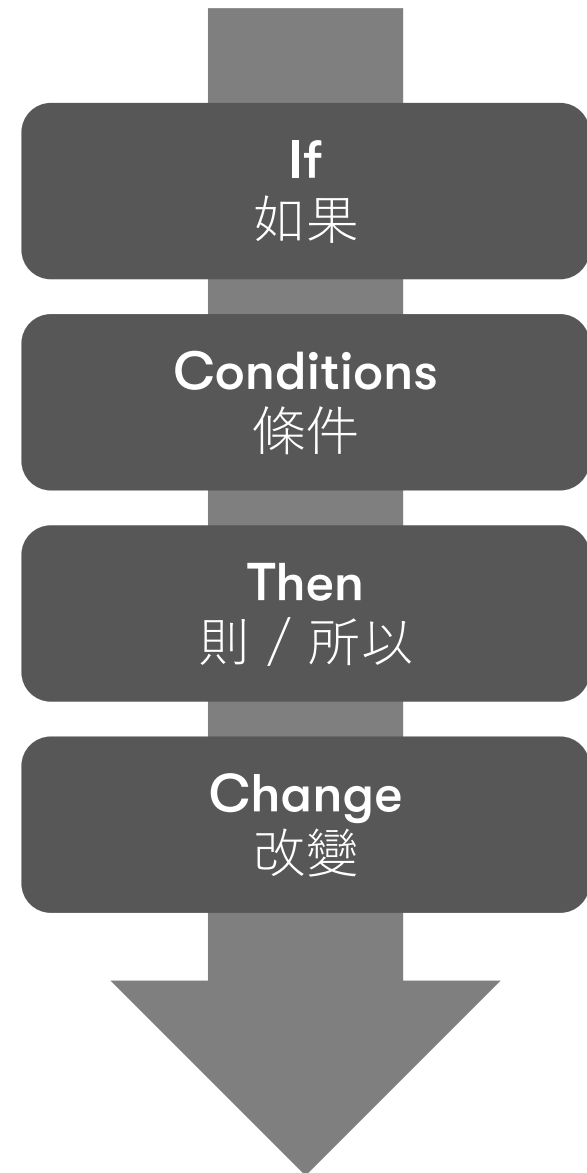 If
如果
Conditions
條件
Then
則 / 所以
Change
改變